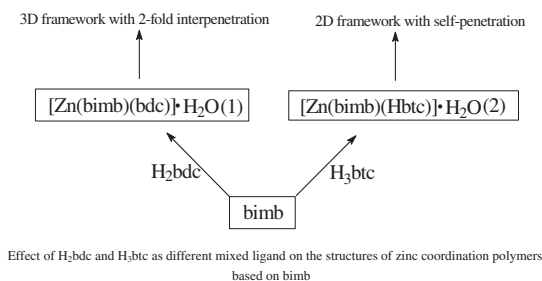 3D framework with 2-fold interpenetration
2D framework with self-penetration
[Zn(bimb)(bdc)]•H₂O(1)
[Zn(bimb)(Hbtc)]•H₂O(2)
H₂bdc
H₃btc
bimb
Effect of H₂bdc and H₃btc as different mixed ligand on the structures of zinc coordination polymers
based on bimb